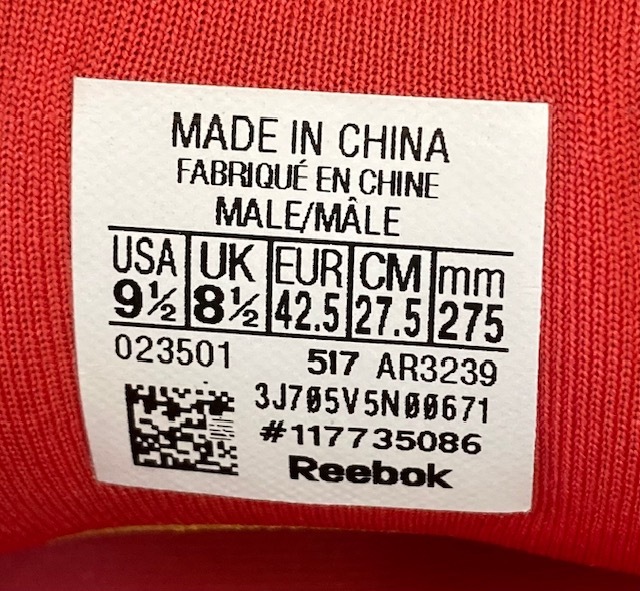 MADE IN CHINA
FABRIQUÉ EN CHINE
MALE/MÂLE
USA UK EUR CM mm
9½ 8½ 42.5 27.5 275
023501 517 AR3239
3J705V5N00671
#117735086
Reebok